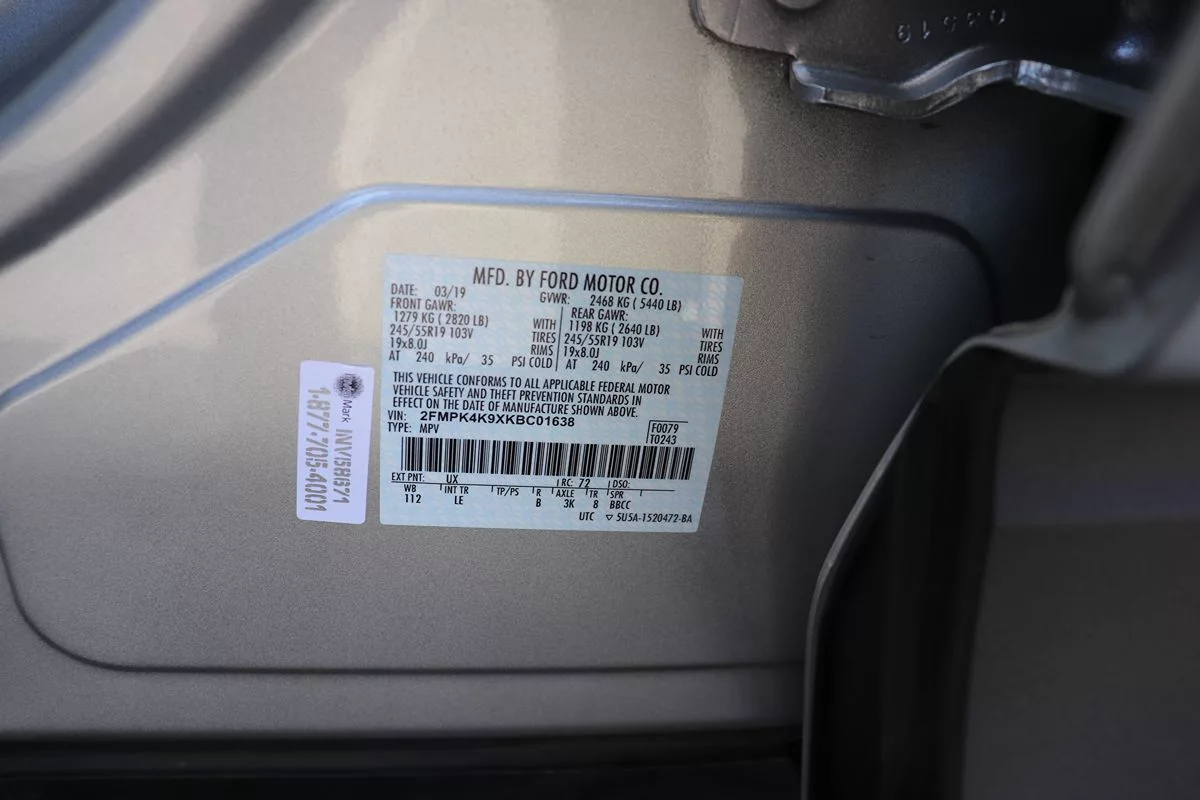 03519
MFD. BY FORD MOTOR CO.
DATE: 03/19 GVWR: 2468 KG ( 5440 LB)
FRONT GAWR: REAR GAWR:
1279 KG ( 2820 LB) WITH 1198 KG ( 2640 LB) WITH
245/55R19 103V TIRES 245/55R19 103V TIRES
19x8.0J RIMS 19x8.0J RIMS
AT 240 kPa/ 35 PSI COLD AT 240 kPa/ 35 PSI COLD
THIS VEHICLE CONFORMS TO ALL APPLICABLE FEDERAL MOTOR
VEHICLE SAFETY AND THEFT PREVENTION STANDARDS IN
EFFECT ON THE DATE OF MANUFACTURE SHOWN ABOVE.
VIN: 2FMPK4K9XKBC01638 F0079
TYPE: MPV T0243
EXT PNT: UX RC: 72 DSO:
WB INT TR TP/PS R AXLE TR SPR
112 LE B 3K 8 BBCC
UTC ▽ 5U5A-1520472-BA
Mark INV158671
1-877-705-4001